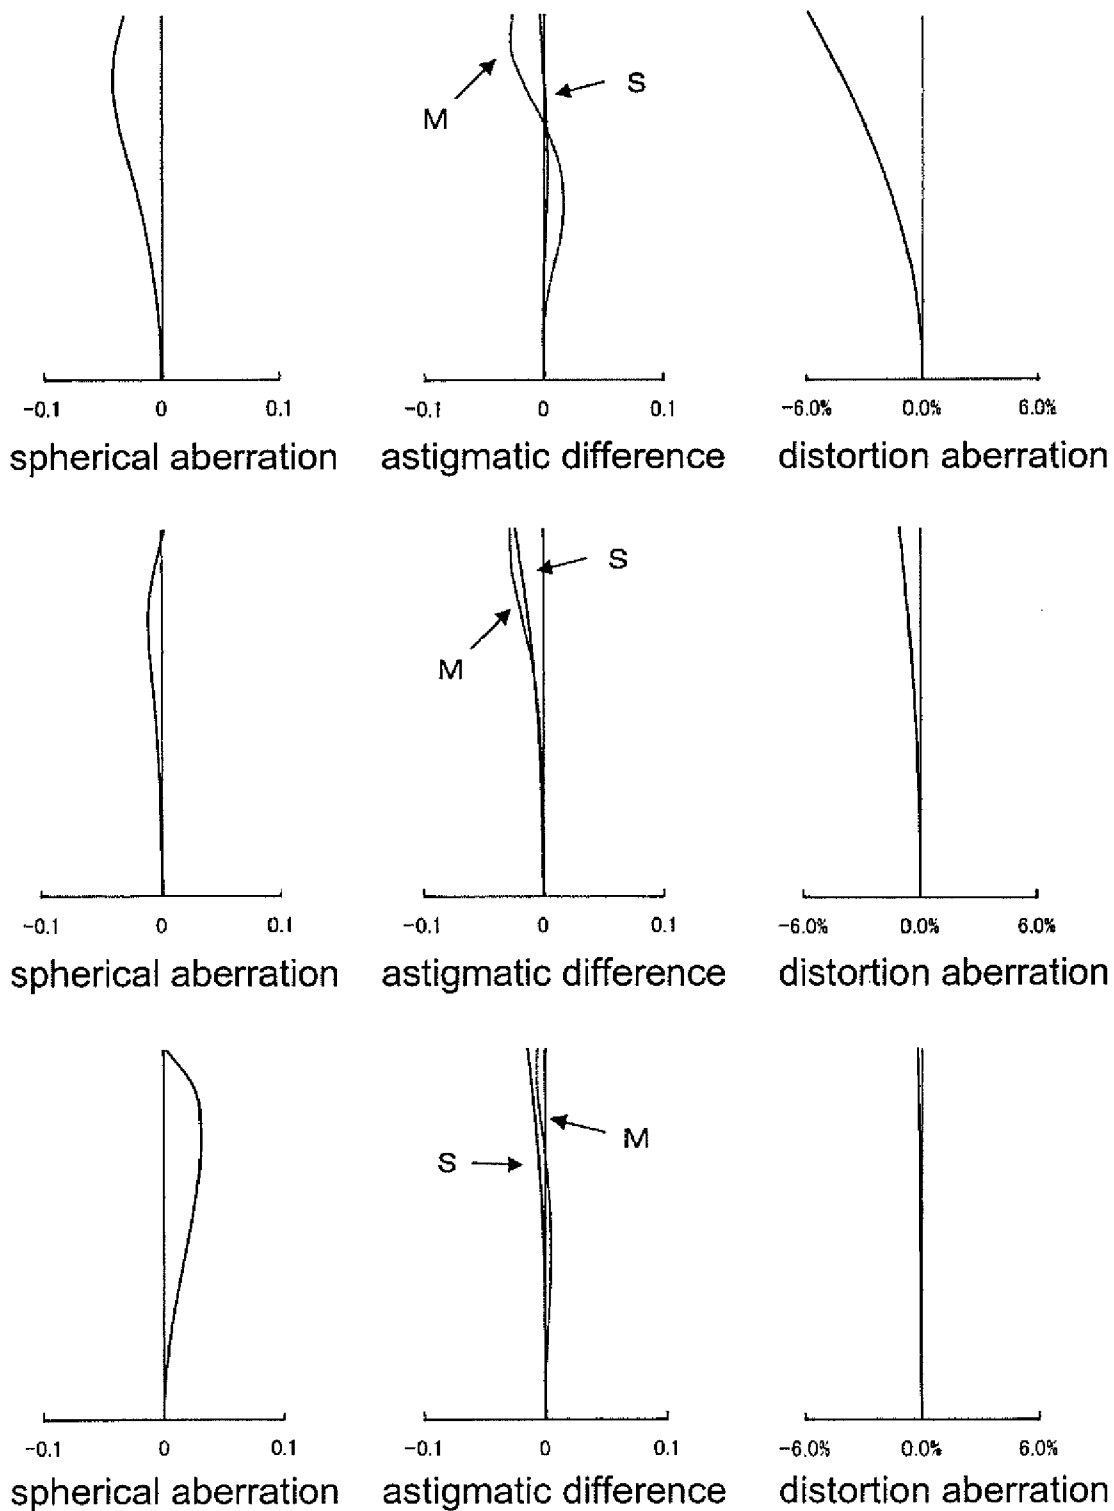 M
S
-0.1 0 0.1
-0.1 0 0.1
-6.0% 0.0% 6.0%
spherical aberration
astigmatic difference
distortion aberration
S
M
-0.1 0 0.1
-0.1 0 0.1
-6.0% 0.0% 6.0%
spherical aberration
astigmatic difference
distortion aberration
M
S
-0.1 0 0.1
-0.1 0 0.1
-6.0% 0.0% 6.0%
spherical aberration
astigmatic difference
distortion aberration